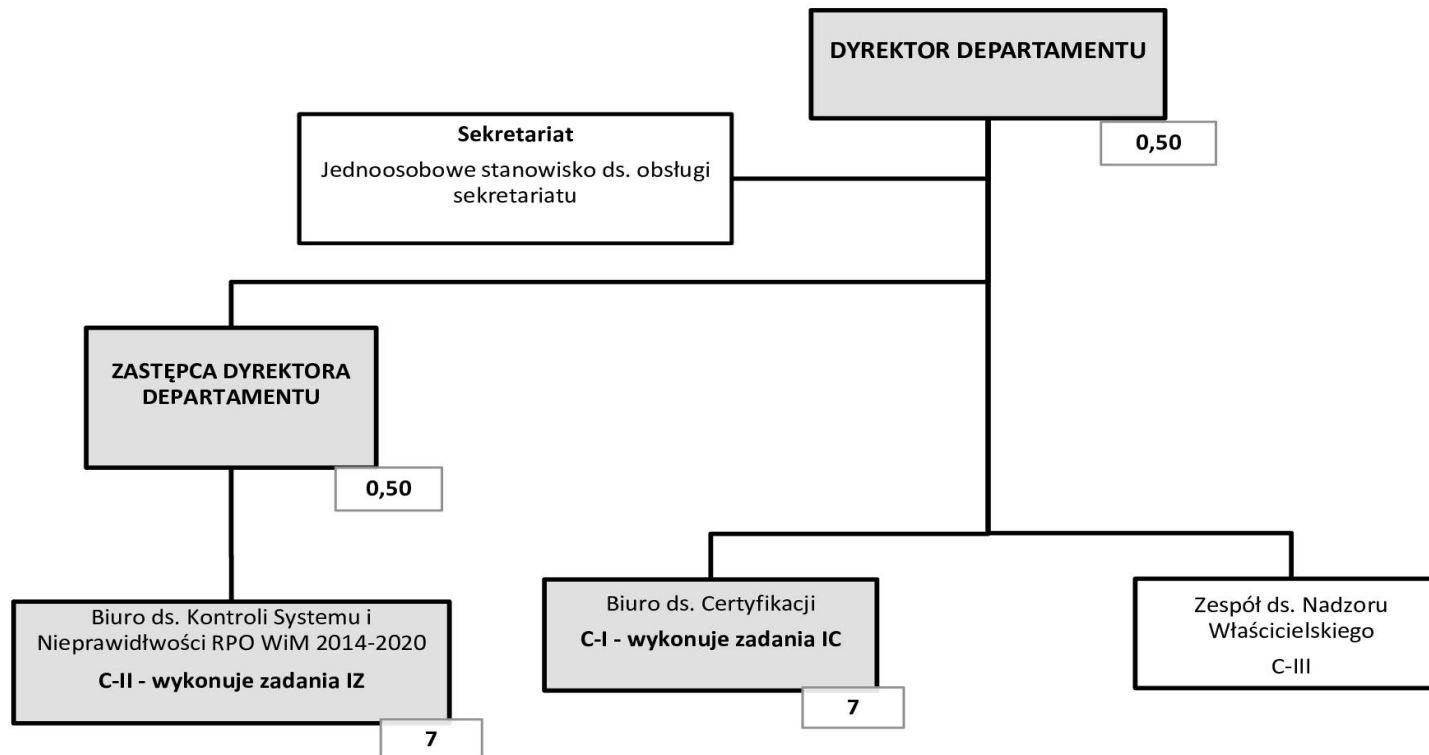 DYREKTOR DEPARTAMENTU
0,50
Sekretariat
Jednoosobowe stanowisko ds. obsługi
sekretariatu
ZASTĘPCA DYREKTORA
DEPARTAMENTU
0,50
Biuro ds. Kontroli Systemu i
Nieprawidłwości RPO WiM 2014-2020
C-II - wykonuje zadania IZ
7
Biuro ds. Certyfikacji
C-I - wykonuje zadania IC
7
Zespół ds. Nadzoru
Właścicielskiego
C-III